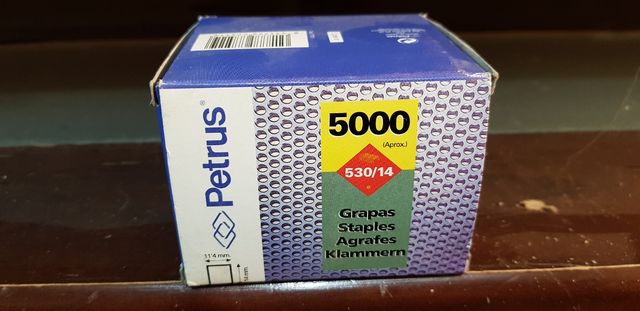 Petrus®
11'4 mm.
5000
(Aprox.)
530/14
Grapas
Staples
Agrafes
Klammern